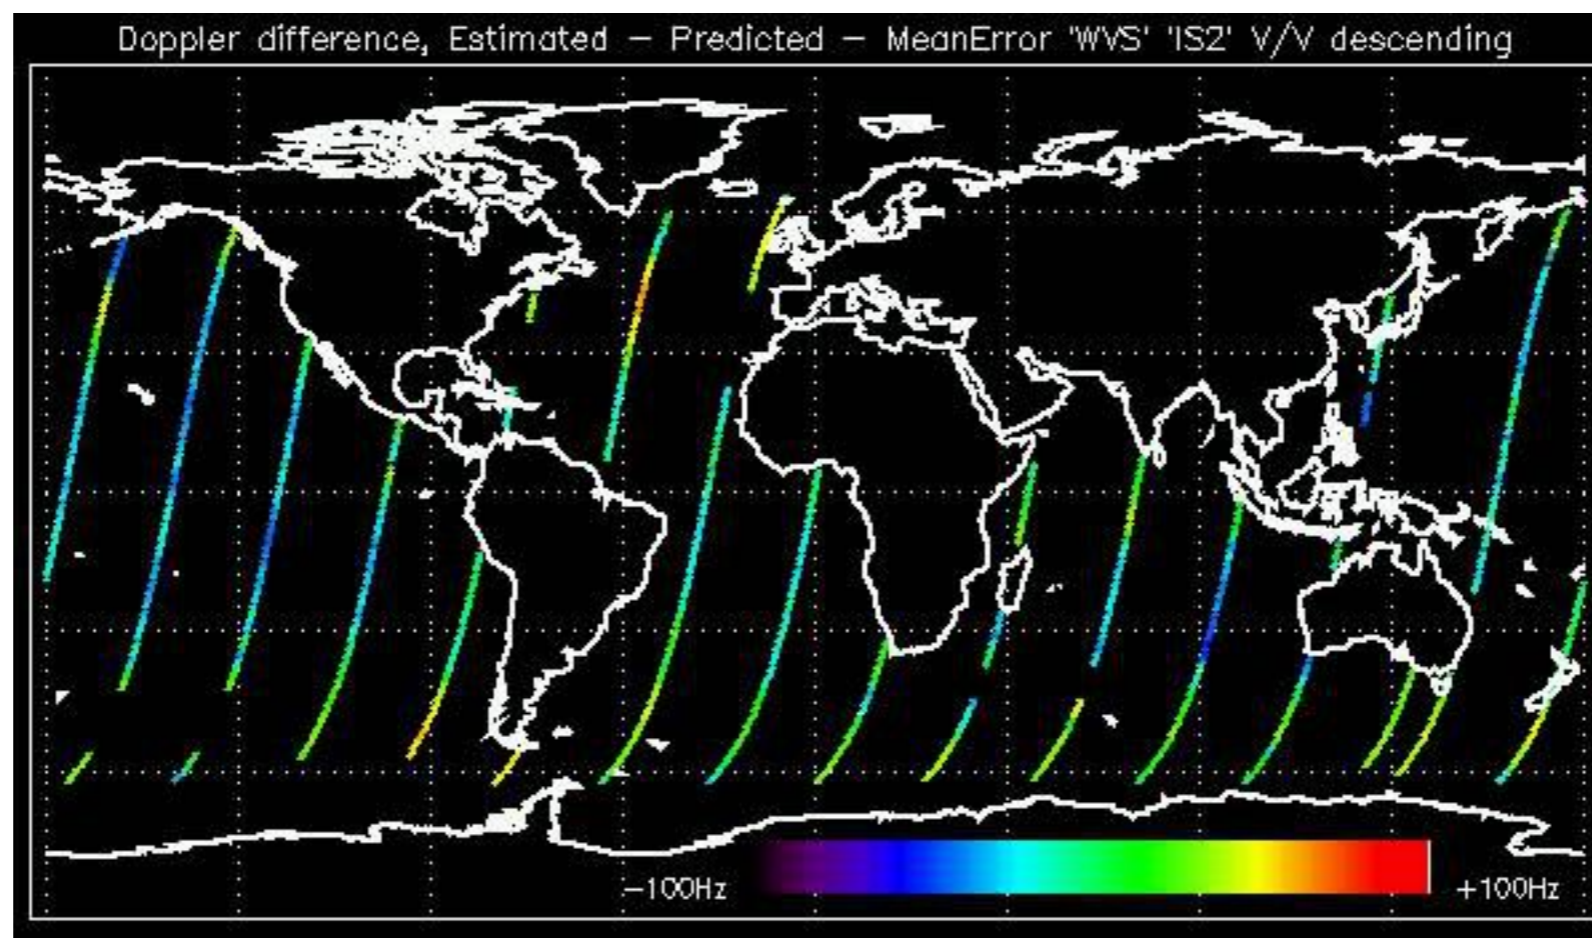 Doppler difference, Estimated − Predicted − MeanError 'WVS' 'IS2' V/V descending
−100Hz
+100Hz